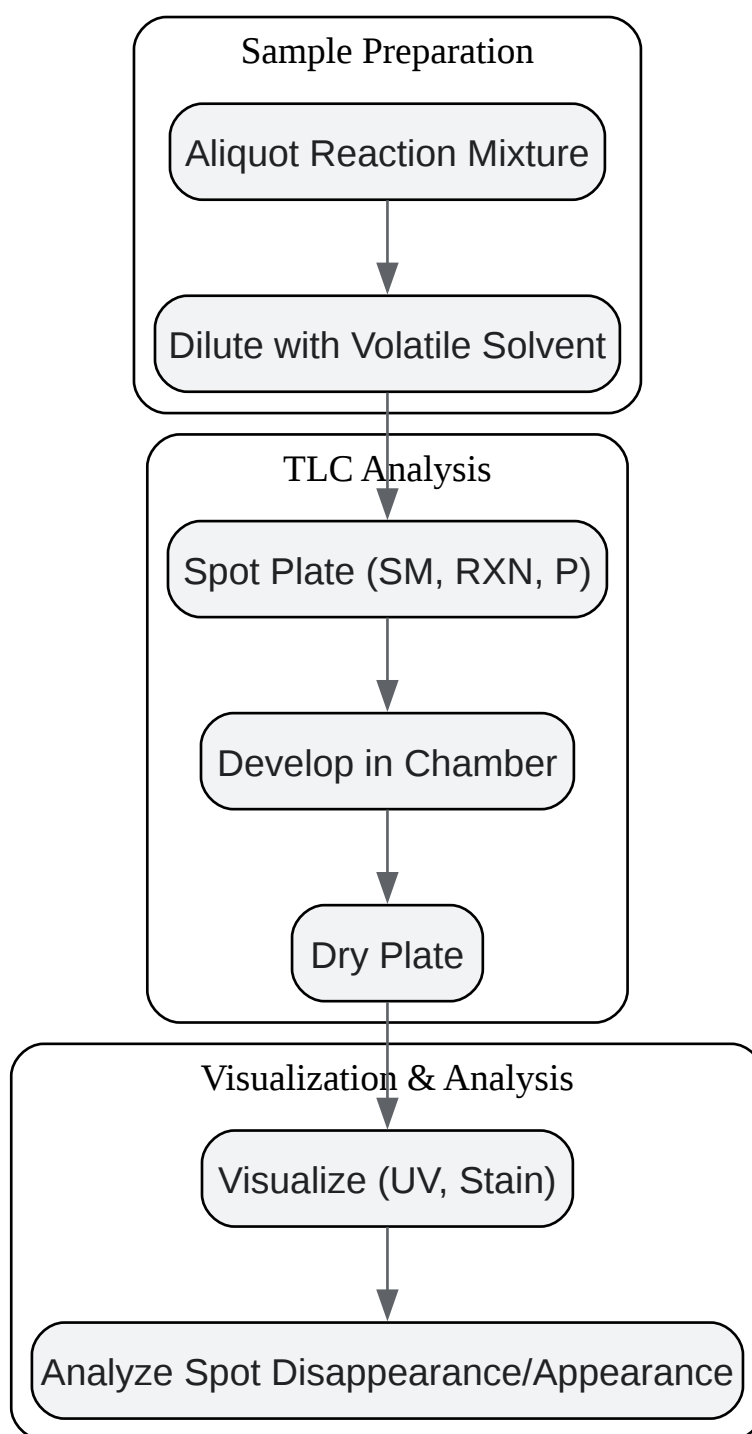 Sample Preparation
Aliquot Reaction Mixture
Dilute with Volatile Solvent
TLC Analysis
Spot Plate (SM, RXN, P)
Develop in Chamber
Dry Plate
Visualization & Analysis
Visualize (UV, Stain)
Analyze Spot Disappearance/Appearance